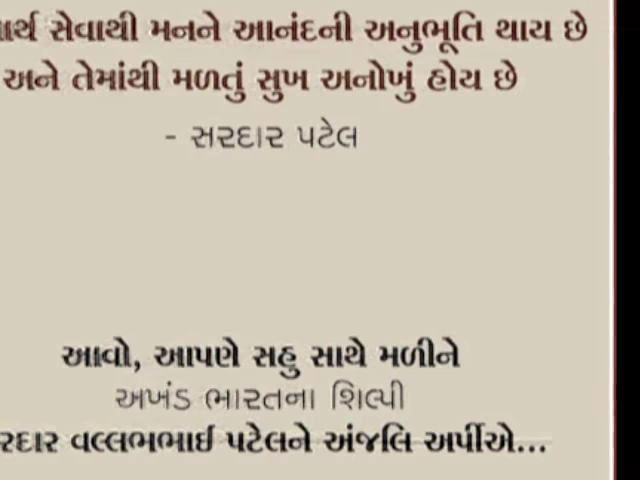 સેવાથી મનને આનંદની અનુભૂતિ થાય છે
અને તેમાંથી મળતું સુખ અનોખું હોય છે
- સરદાર પટેલ
આવો, આપણે સહુ સાથે મળીને
અખંડ ભારતના શિલ્પી
વલ્લભભાઈ પટેલને અંજલિ અર્પીએ...